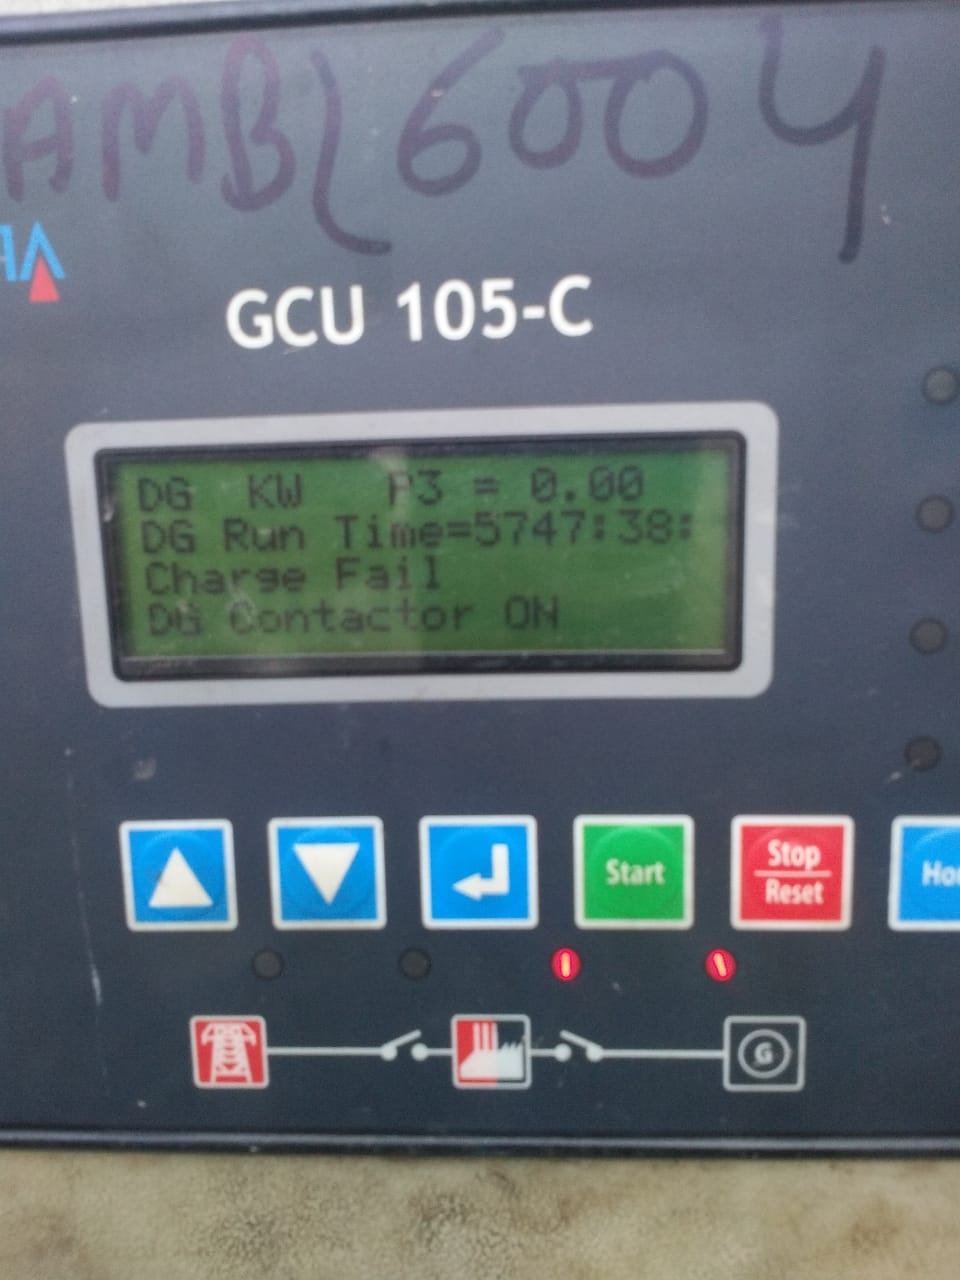 AMBL6004
GCU 105-C
DG KW P3 = 0.00
DG Run Time=5747:38:
Charge Fail
DG Contactor ON
Start
Stop
Reset
G